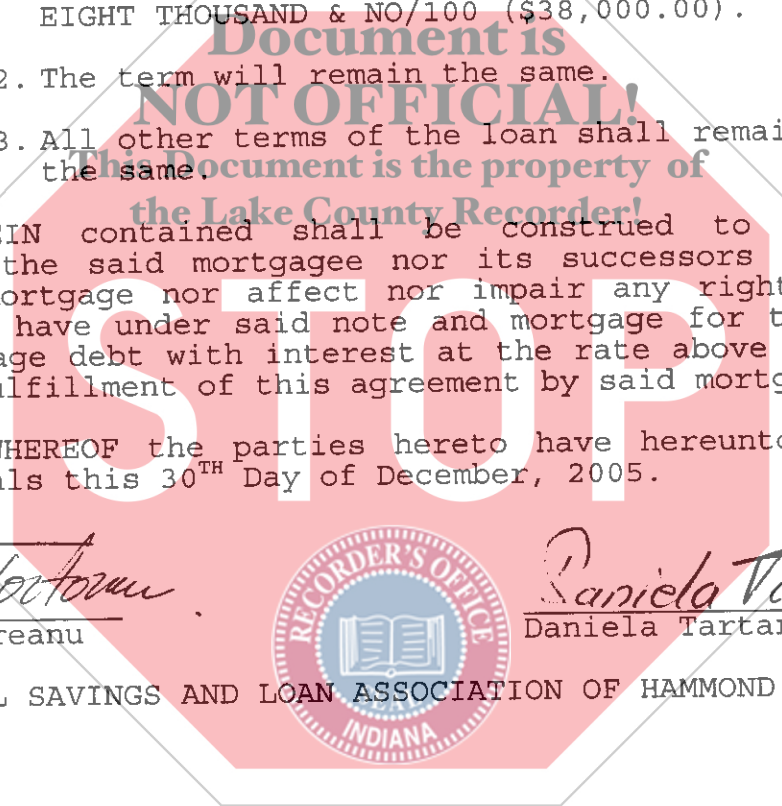 EIGHT THOUSAND & NO/100 ($38,000.00).
Document is
2. The term will remain the same.
NOT OFFICIAL!
3. All other terms of the loan shall remai
This Document is the property of
the same.
the Lake County Recorder!
EIN contained shall be construed to
the said mortgagee nor its successors
ortgage nor affect nor impair any right
have under said note and mortgage for t
age debt with interest at the rate above
ulfillment of this agreement by said mortg
STOP
WHEREOF the parties hereto have hereunto
als this 30TH Day of December, 2005.
RECORDER'S OFFICE
SEAL
INDIANA
Daniela T
reanu
Daniela Tartar
L SAVINGS AND LOAN ASSOCIATION OF HAMMOND